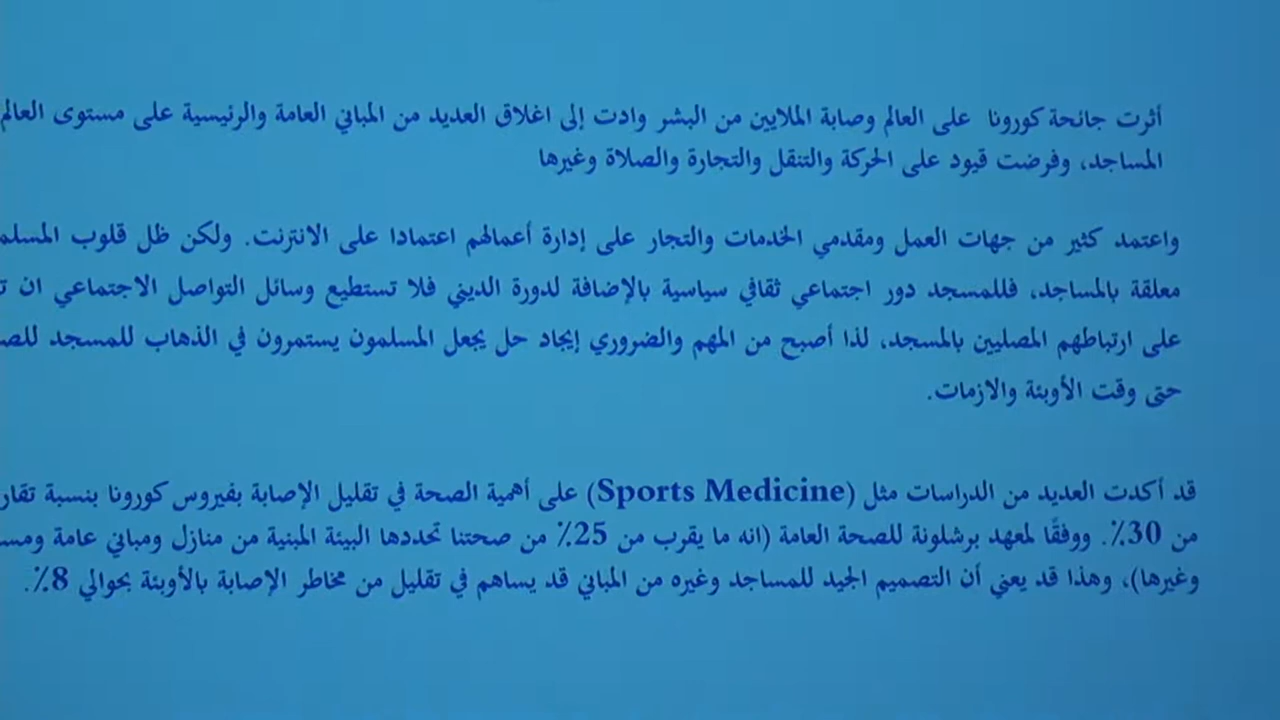 أثرت جائحة كورونا على العالم وصابة الملايين من البشر وادت إلى اغلاق العديد من المباني العامة والرئيسية على مستوى العالم
المساجد، وفرضت قيود على الحركة والتنقل والتجارة والصلاة وغيرها
واعتمد كثير من جهات العمل ومقدمي الخدمات والتجار على إدارة أعمالهم اعتمادا على الانترنت. ولكن ظل قلوب
معلقة بالمساجد، فللمسجد دور اجتماعي ثقافي سياسية بالإضافة لدورة الديني فلا تستطيع وسائل التواصل الاجتماعي ان
على ارتباطهم المصليين بالمسجد، لذا أصبح من المهم والضروري إيجاد حل يجعل المسلمون يستمرون في الذهاب للمسجد
حتى وقت الأوبئة والازمات.
قد أكدت العديد من الدراسات مثل (Sports Medicine) على أهمية الصحة في تقليل الإصابة بفيروس كورونا بنسبة
من 30٪. ووفقًا لمعهد برشلونة للصحة العامة (انه ما يقرب من 25٪ من صحتنا تحددها البيئة المبنية من منازل ومباني عامة
وغيرها)، وهذا قد يعني أن التصميم الجيد للمساجد وغيره من المباني قد يساهم في تقليل من مخاطر الإصابة بالأوبئة بحوالي 8٪.